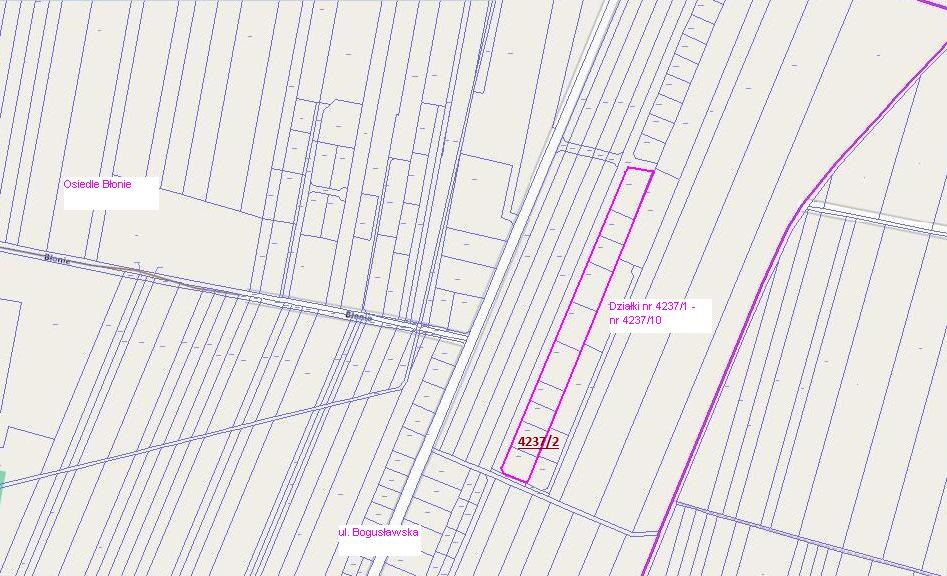 Osiedle Błonie
Błonie
Błonie
Działki nr 4237/1 -
nr 4237/10
4237/2
ul. Bogusławska